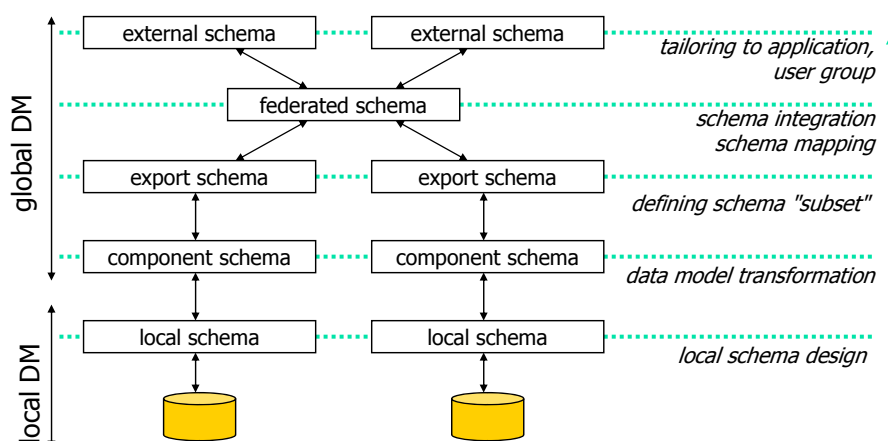 external schema
external schema
tailoring to application,
user group
federated schema
schema integration
schema mapping
global DM
export schema
export schema
defining schema "subset"
component schema
component schema
data model transformation
local schema
local schema
local schema design
local DM